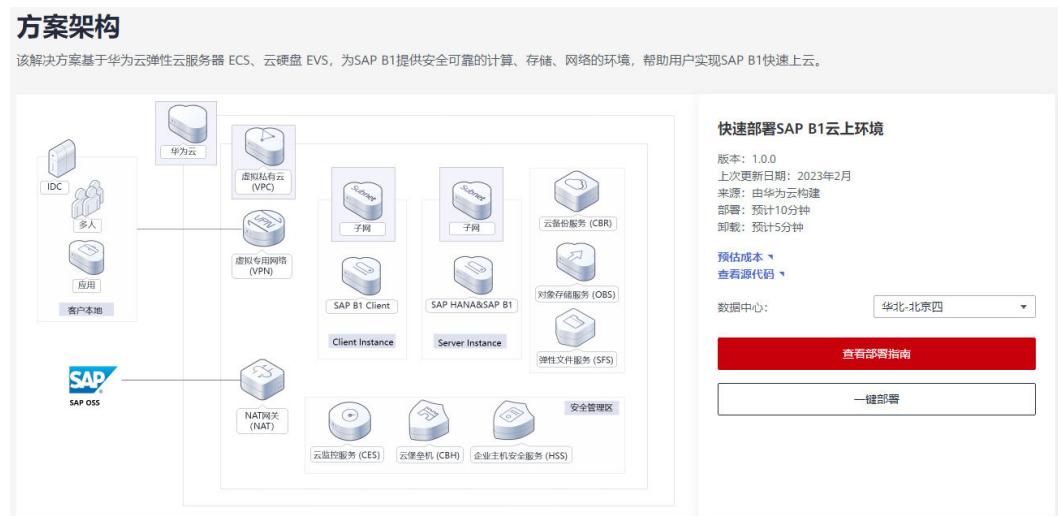 方案架构
该解决方案基于华为云弹性云服务器 ECS、云硬盘 EVS，为SAP B1提供安全可靠的计算、存储、网络的环境，帮助用户实现SAP B1快速上云。
华为云
虚拟私有云
(VPC)
IDC
多人
应用
客户本地
VPN
虚拟专用网络
(VPN)
Subnet
子网
SAP B1 Client
Client Instance
Subnet
子网
SAP HANA&SAP B1
Server Instance
云备份服务 (CBR)
对象存储服务 (OBS)
弹性文件服务 (SFS)
SAP
SAP OSS
NAT网关
(NAT)
安全管理区
云监控服务 (CES)
云堡垒机 (CBH)
企业主机安全服务 (HSS)
快速部署SAP B1云上环境
版本：1.0.0
上次更新日期：2023年2月
来源：由华为云构建
部署：预计10分钟
卸载：预计5分钟
预估成本
查看源代码
数据中心：
华北-北京四
查看部署指南
一键部署